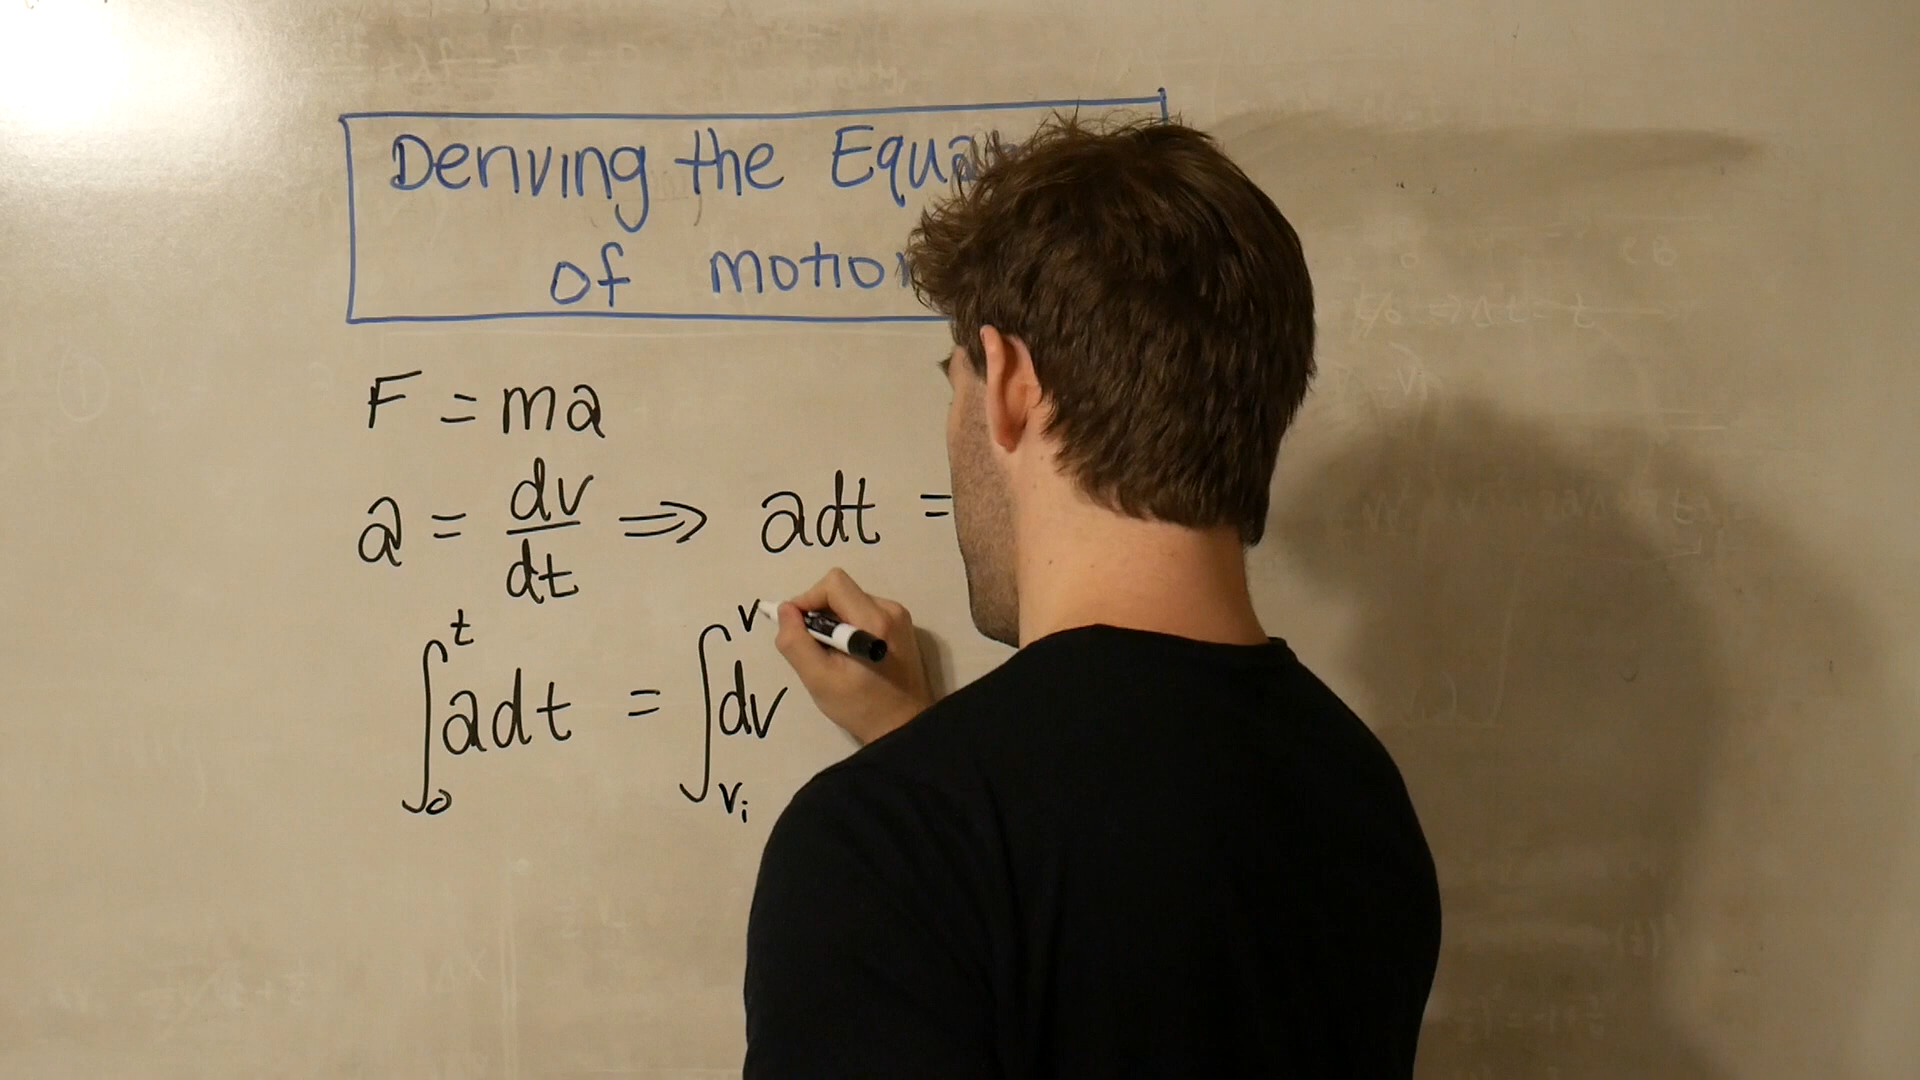 Deriving the Equa
of motion
F = ma
a = dv/dt ⇒ adt =
∫₀ᵗ adt = ∫ᵥᵢᵛ dv